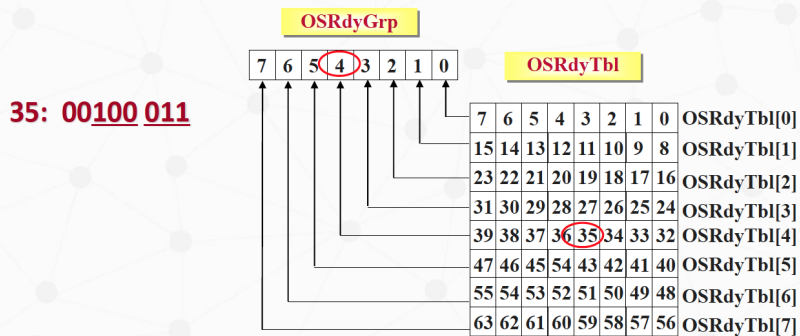 OSRdyGrp
7 6 5 4 3 2 1 0
OSRdyTbl
35: 00100 011
7 6 5 4 3 2 1 0 OSRdyTbl[0]
15 14 13 12 11 10 9 8 OSRdyTbl[1]
23 22 21 20 19 18 17 16 OSRdyTbl[2]
31 30 29 28 27 26 25 24 OSRdyTbl[3]
39 38 37 36 35 34 33 32 OSRdyTbl[4]
47 46 45 54 43 42 41 40 OSRdyTbl[5]
55 54 53 52 51 50 49 48 OSRdyTbl[6]
63 62 61 60 59 58 57 56 OSRdyTbl[7]